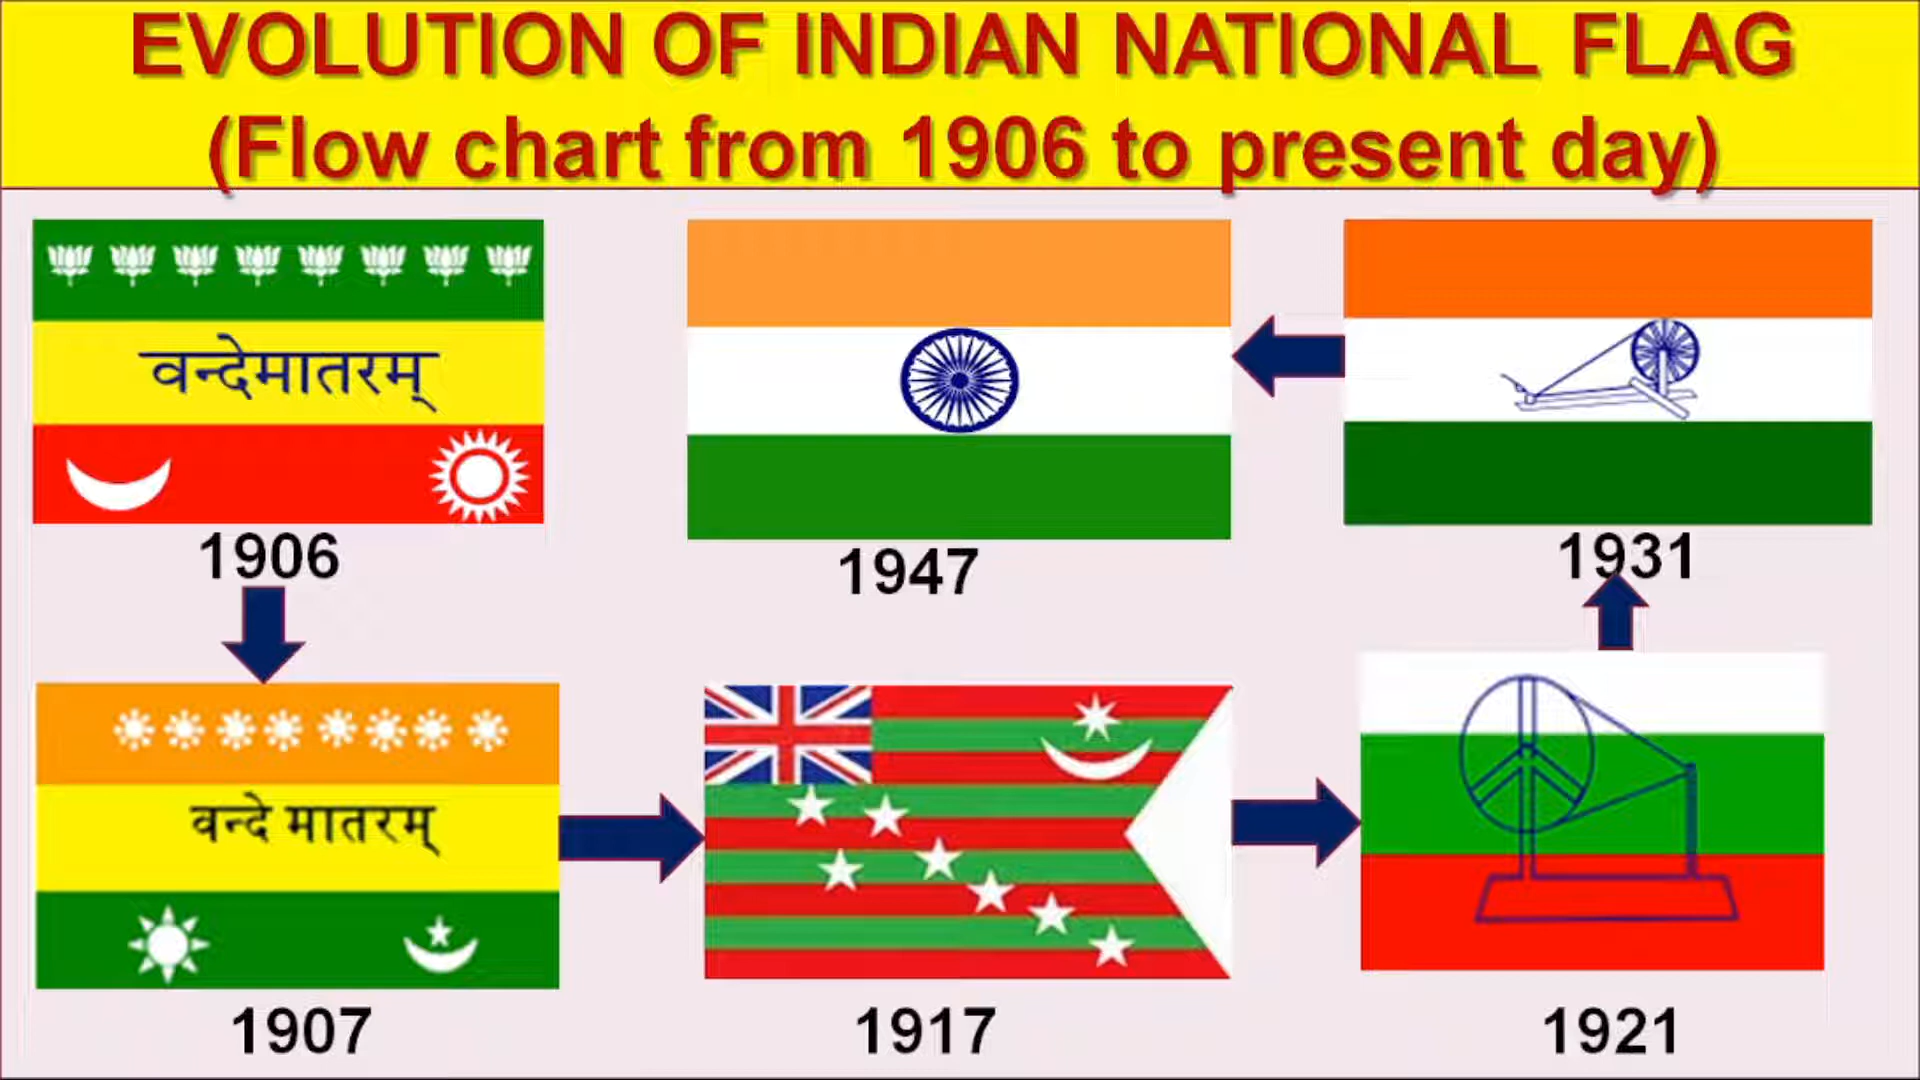 EVOLUTION OF INDIAN NATIONAL FLAG
(Flow chart from 1906 to present day)
वन्देमातरम्
1906
1947
1931
वन्दे मातरम्
1907
1917
1921